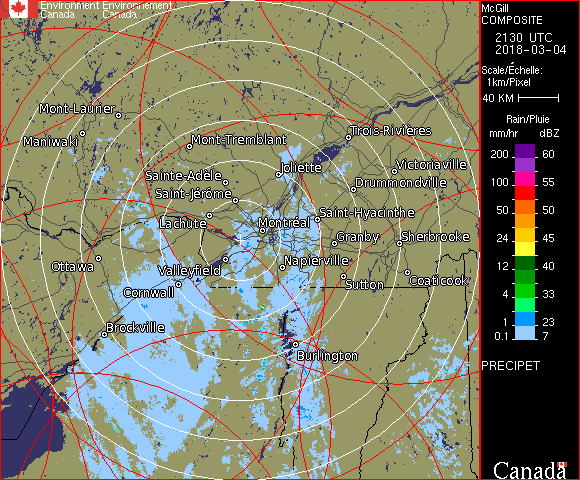 Environment Environnement
Canada Canada
McGill
COMPOSITE
2130 UTC
2018-03-04
Scale/Échelle:
1km/Pixel
40 KM
Rain/Pluie
mm/hr dBZ
200 60
100 55
50 50
24 45
12 40
4 33
1 23
0.1 7
PRECIPET
Canada
Mont-Laurier
Maniwaki
Mont-Tremblant
Trois-Rivières
Joliette
Victoriaville
Sainte-Adèle
Drummondville
Saint-Jérôme
Saint-Hyacinthe
Lachute
Montréal
Granby
Sherbrooke
Ottawa
Valleyfield
Napierville
Sutton
Coaticook
Cornwall
Brockville
Burlington